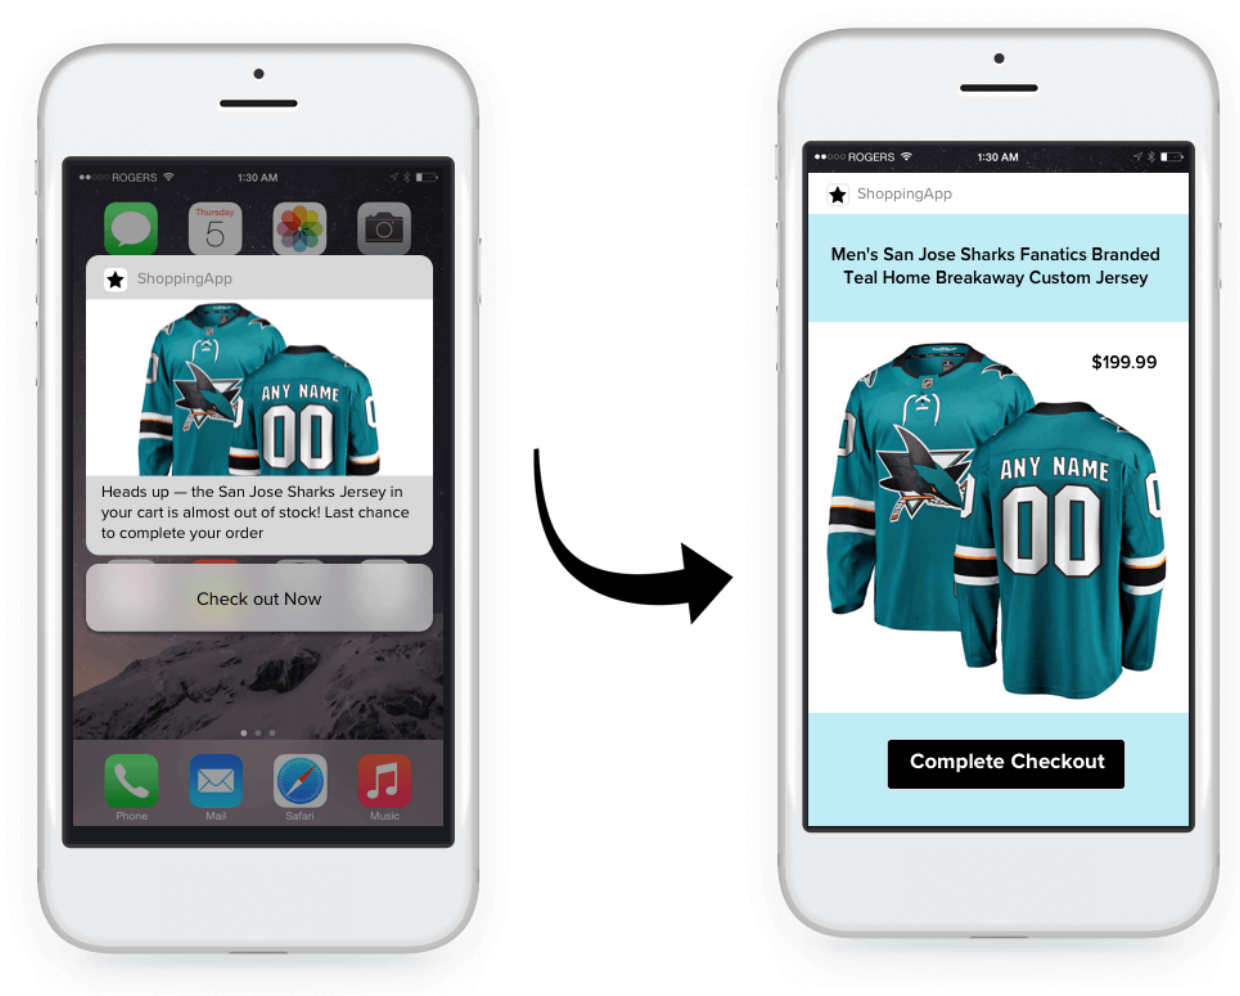 ROGERS 1:30 AM
Thursday
5
ShoppingApp
ANY NAME
00
0
Heads up — the San Jose Sharks Jersey in
your cart is almost out of stock! Last chance
to complete your order
Check out Now
Phone Mail Safari Music
ROGERS 1:30 AM
ShoppingApp
Men's San Jose Sharks Fanatics Branded
Teal Home Breakaway Custom Jersey
$199.99
ANY NAME
00
0
Complete Checkout